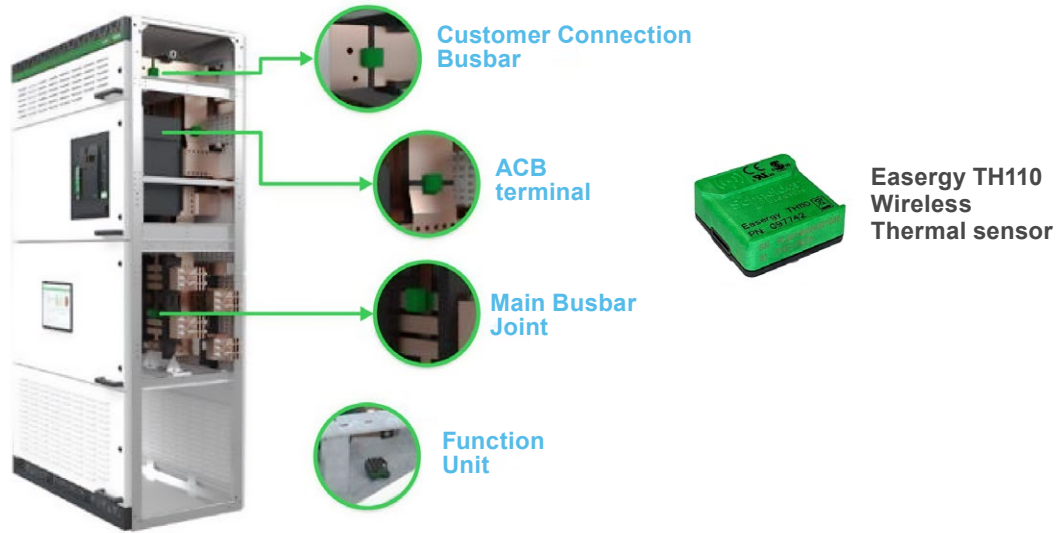 Customer Connection
Busbar
ACB
terminal
Main Busbar
Joint
Function
Unit
Easergy TH110
PN 097742
Easergy TH110
Wireless
Thermal sensor